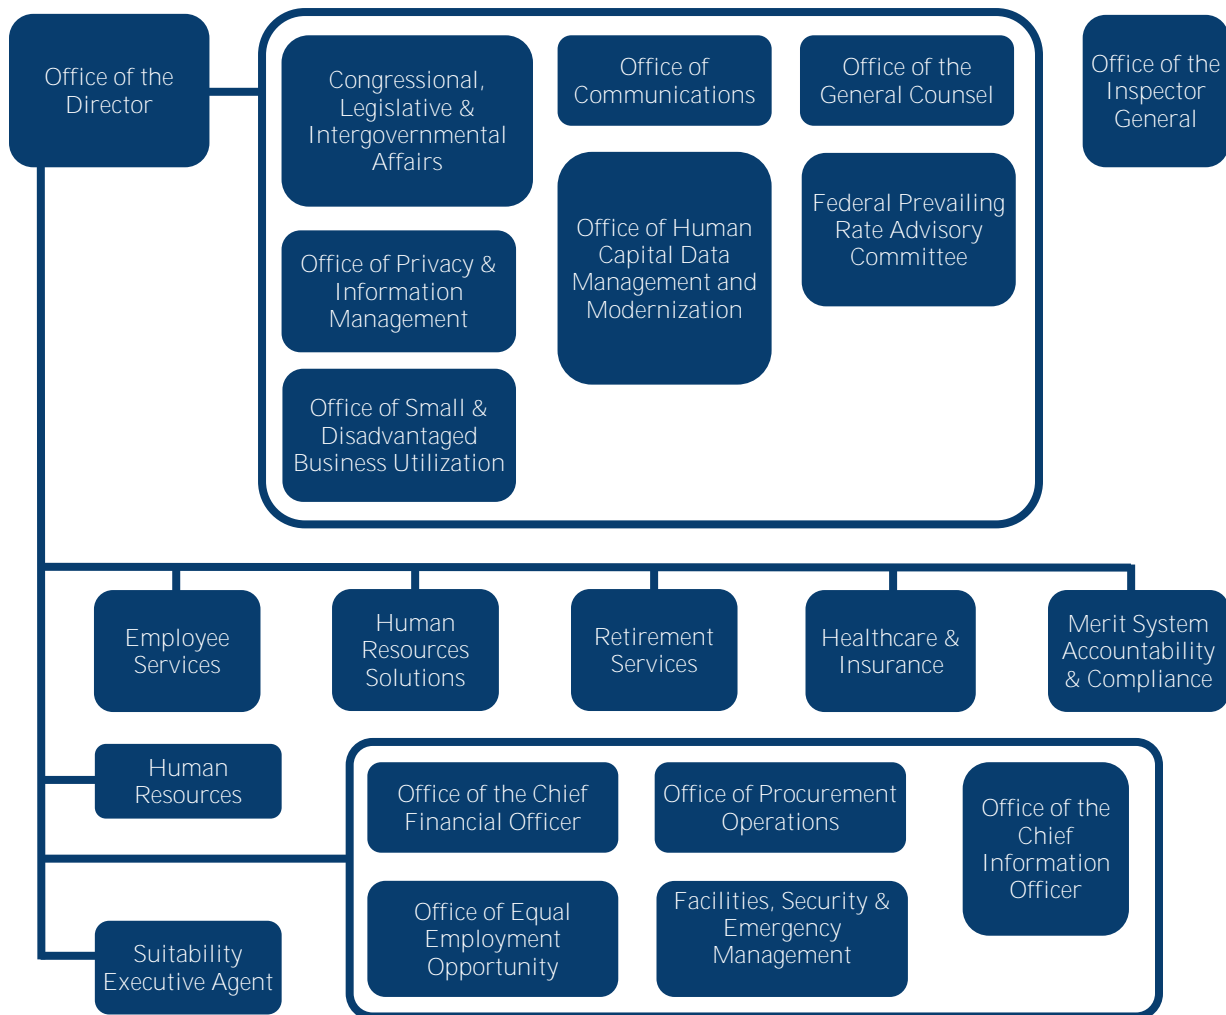 Office of the
Director
Congressional,
Legislative &
Intergovernmental
Affairs
Office of
Communications
Office of the
General Counsel
Office of the
Inspector
General
Office of Privacy &
Information
Management
Office of Human
Capital Data
Management and
Modernization
Federal Prevailing
Rate Advisory
Committee
Office of Small &
Disadvantaged
Business Utilization
Employee
Services
Human
Resources
Solutions
Retirement
Services
Healthcare &
Insurance
Merit System
Accountability
& Compliance
Human
Resources
Office of the Chief
Financial Officer
Office of Procurement
Operations
Office of the
Chief
Information
Officer
Suitability
Executive Agent
Office of Equal
Employment
Opportunity
Facilities, Security &
Emergency
Management